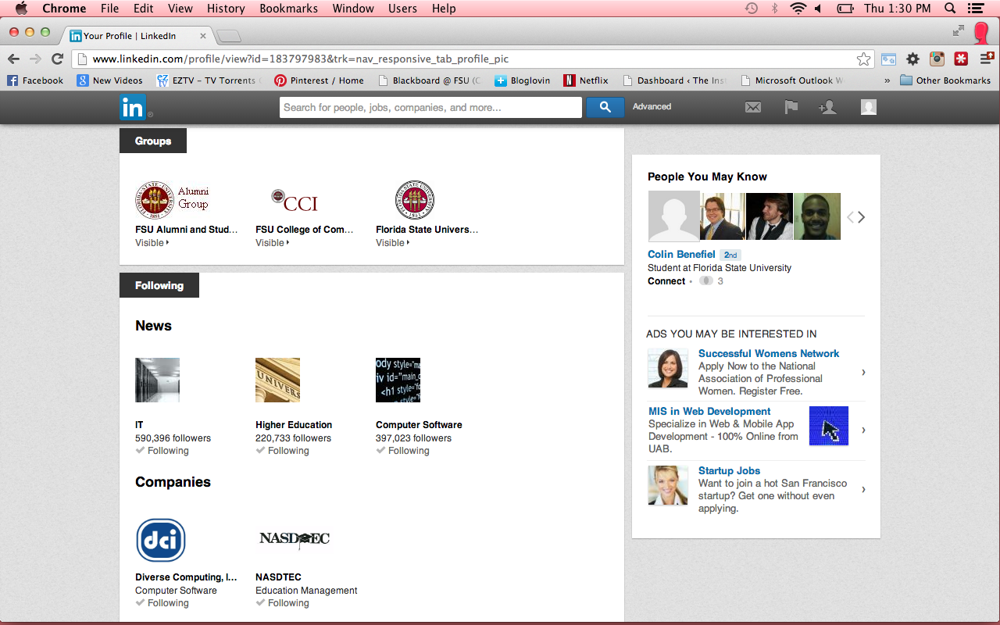 Chrome File Edit View History Bookmarks Window Users Help Thu 1:30 PM
Your Profile | LinkedIn
www.linkedin.com/profile/view?id=183797983&trk=nav_responsive_tab_profile_pic
Facebook New Videos EZTV - TV Torrents Pinterest / Home Blackboard @ FSU (C Bloglovin Netflix Dashboard ‹ The Inst Microsoft Outlook W » Other Bookmarks
in® Search for people, jobs, companies, and more... Advanced
Groups
Alumni
Group
CCI
FSU Alumni and Stud... FSU College of Com... Florida State Univers...
Visible Visible Visible
Following
News
UNIVERS
ody style="ma
iv id="main_c
<h1 style="fo
IT Higher Education Computer Software
590,396 followers 220,733 followers 397,023 followers
Following Following Following
Companies
dci NASDTEC
Diverse Computing, I... NASDTEC
Computer Software Education Management
Following Following
People You May Know
Colin Benefiel 2nd
Student at Florida State University
Connect • 3
ADS YOU MAY BE INTERESTED IN
Successful Womens Network
Apply Now to the National
Association of Professional
Women. Register Free.
MIS in Web Development
Specialize in Web & Mobile App
Development - 100% Online from
UAB.
Startup Jobs
Want to join a hot San Francisco
startup? Get one without even
applying.